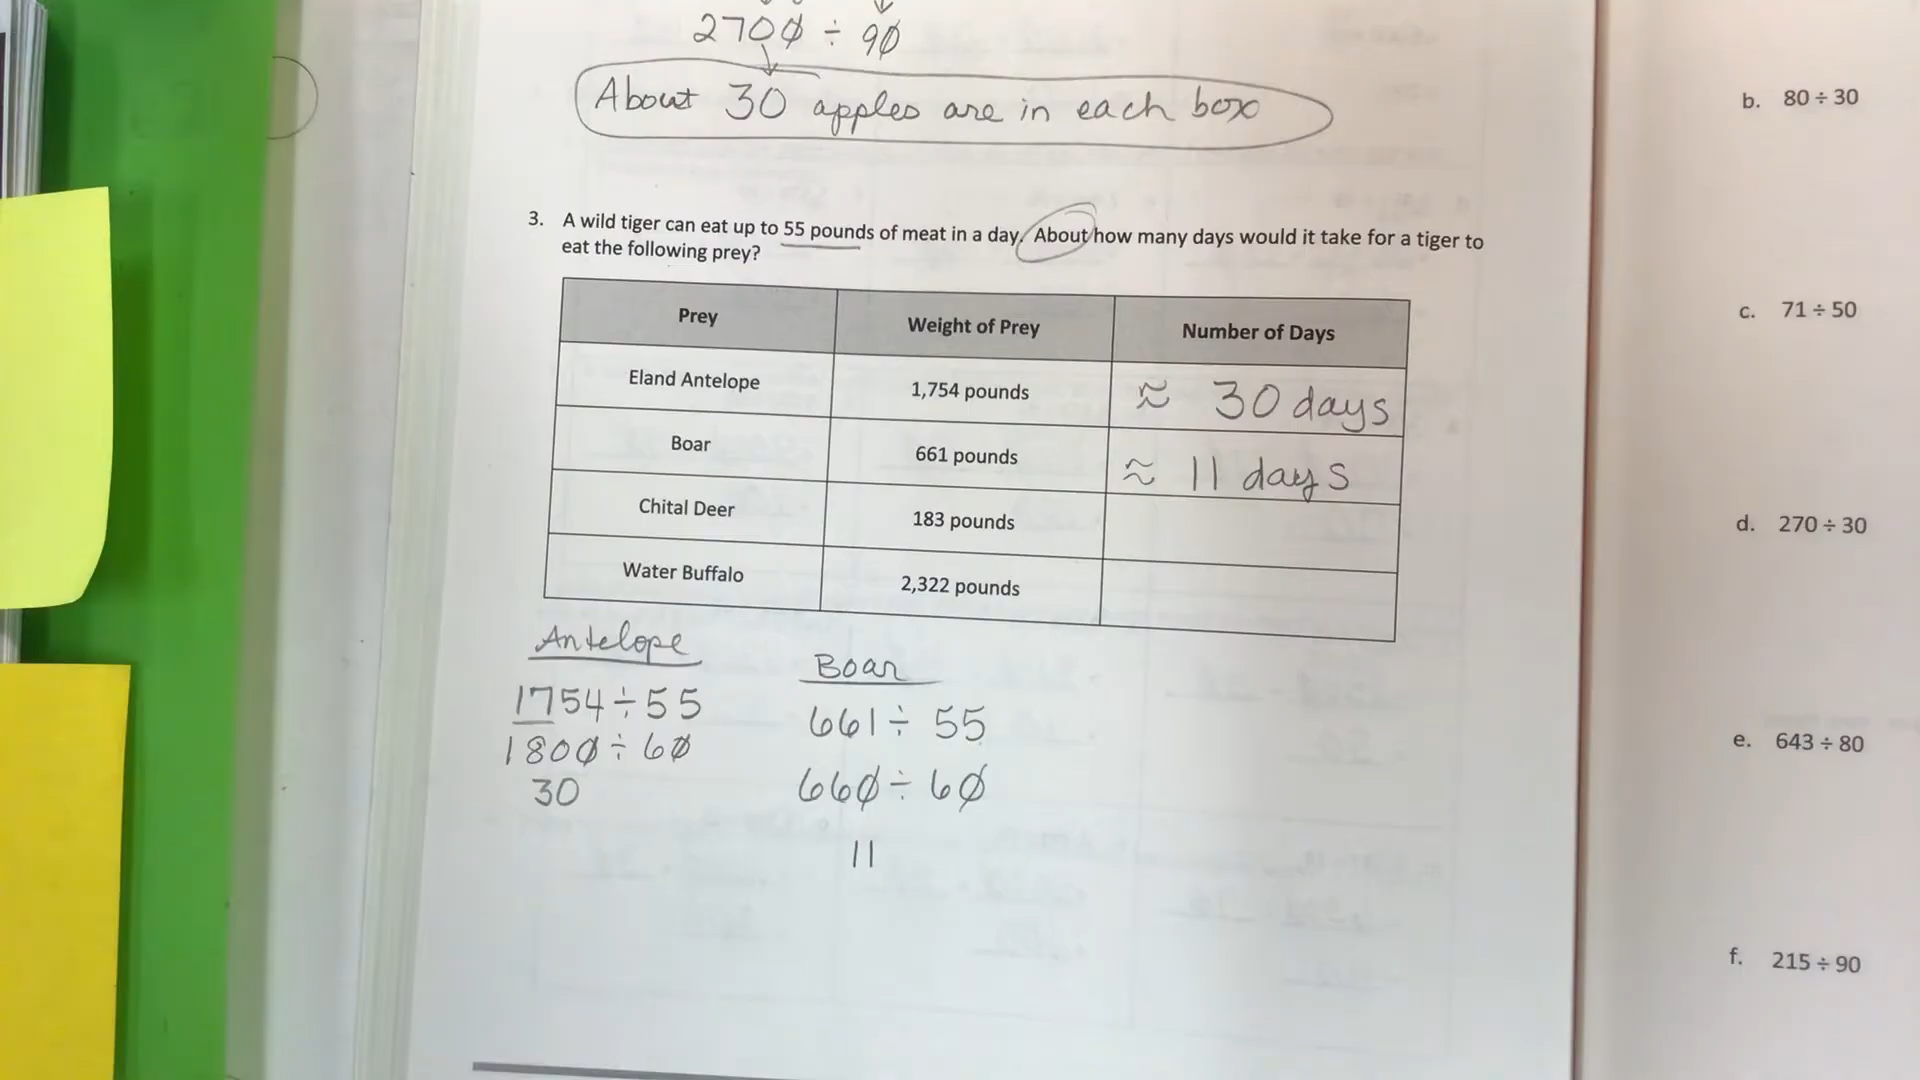 2700 ÷ 90
About 30 apples are in each box
3. A wild tiger can eat up to 55 pounds of meat in a day. About how many days would it take for a tiger to
eat the following prey?
Prey Weight of Prey Number of Days
Eland Antelope 1,754 pounds ≈ 30 days
Boar 661 pounds ≈ 11 days
Chital Deer 183 pounds
Water Buffalo 2,322 pounds
Antelope
1754 ÷ 55
1800 ÷ 60
30
Boar
661 ÷ 55
660 ÷ 60
11
b. 80 ÷ 30
c. 71 ÷ 50
d. 270 ÷ 30
e. 643 ÷ 80
f. 215 ÷ 90